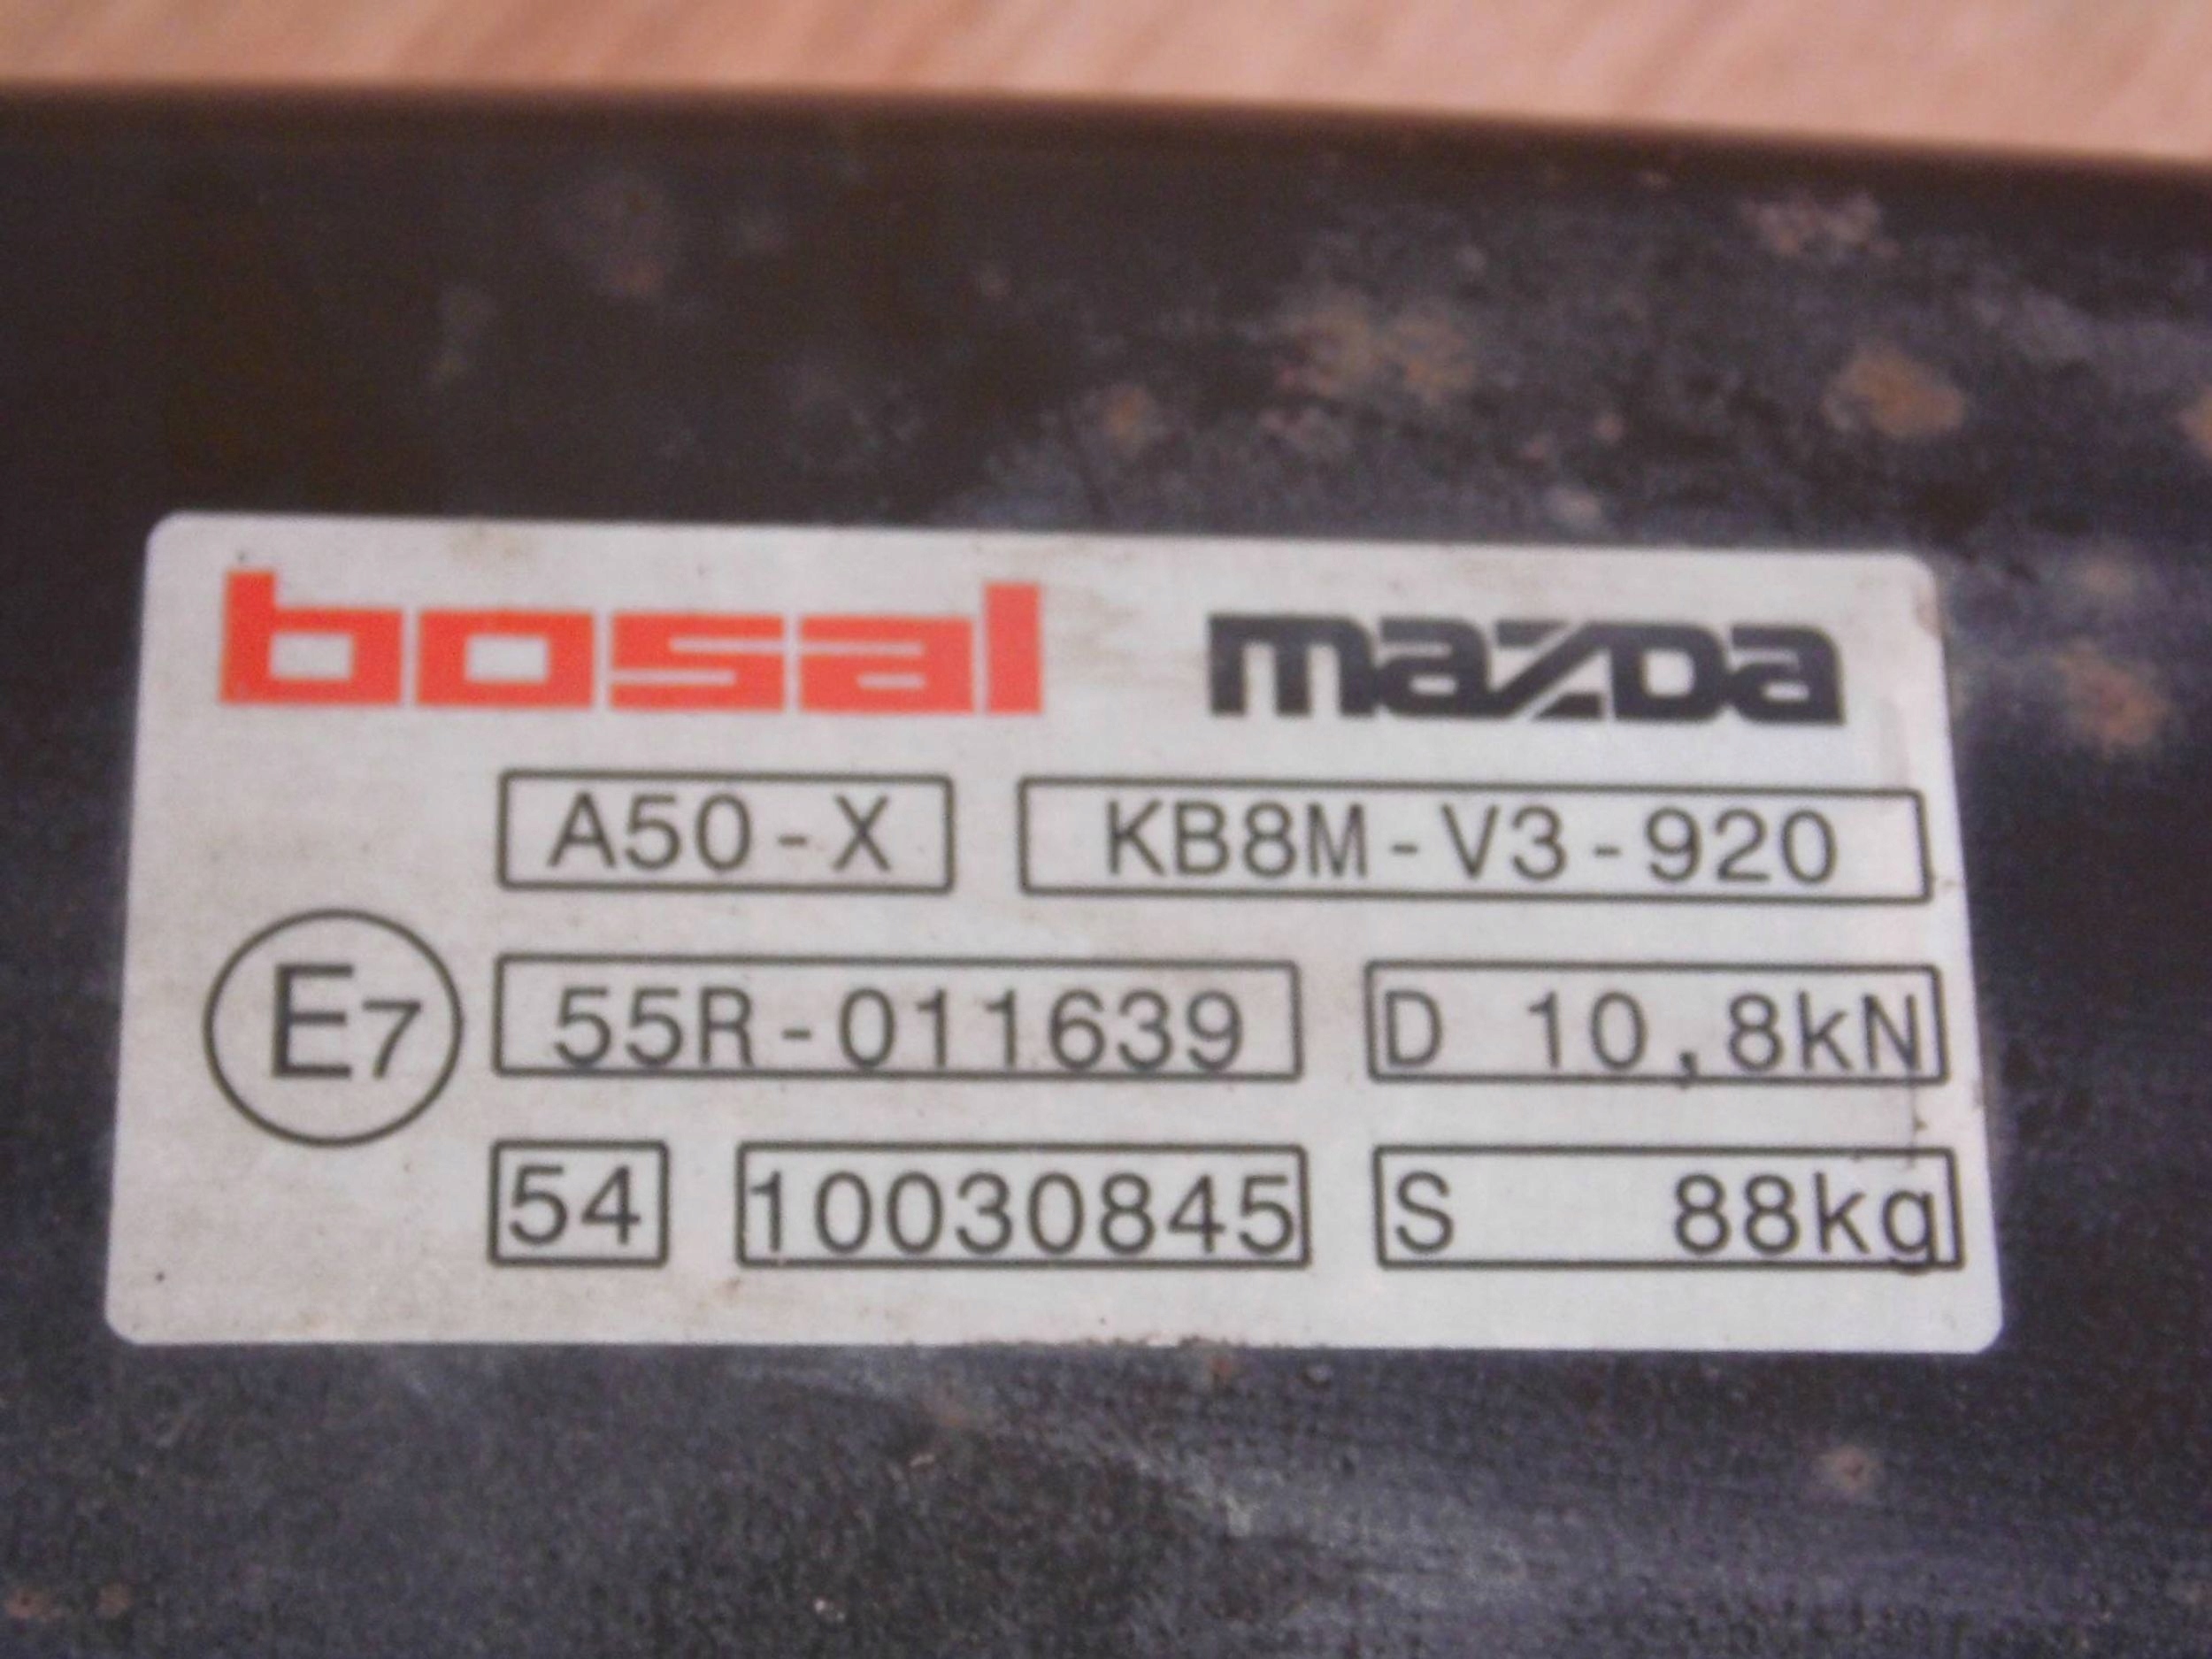 bosal mazda
A50-X KB8M-V3-920
E7 55R-011639 D 10,8kN
54 10030845 S 88kg